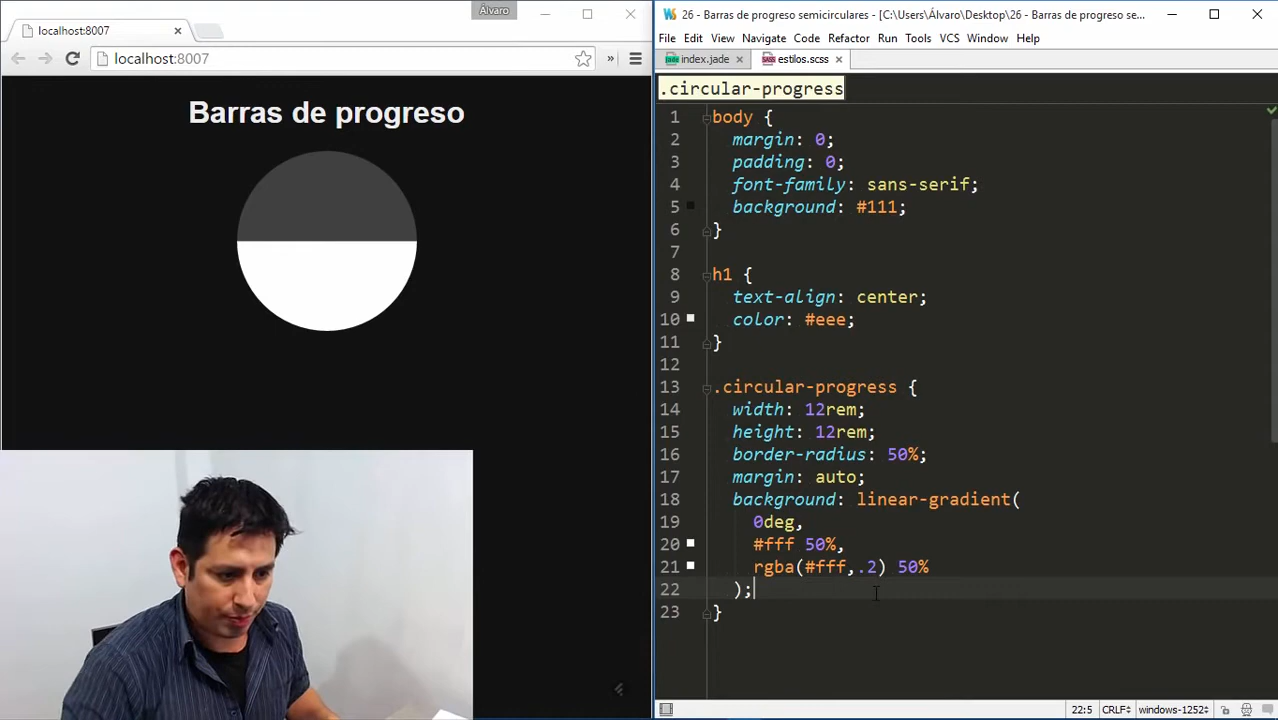 Álvaro
localhost:8007
localhost:8007
»
Barras de progreso
26 - Barras de progreso semicirculares - [C:\Users\Álvaro\Desktop\26 - Barras de progreso se...
File Edit View Navigate Code Refactor Run Tools VCS Window Help
index.jade estilos.scss
.circular-progress
1 body {
2 margin: 0;
3 padding: 0;
4 font-family: sans-serif;
5 background: #111;
6 }
7
8 h1 {
9 text-align: center;
10 color: #eee;
11 }
12
13 .circular-progress {
14 width: 12rem;
15 height: 12rem;
16 border-radius: 50%;
17 margin: auto;
18 background: linear-gradient(
19 0deg,
20 #fff 50%,
21 rgba(#fff,.2) 50%
22 );
23 }
22:5 CRLF÷ windows-1252÷